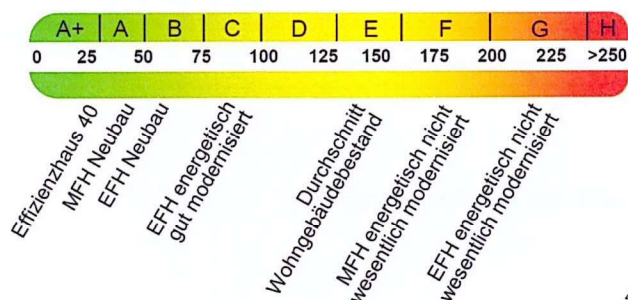 A+ A B C D E F G H
0 25 50 75 100 125 150 175 200 225 >250
Effizienzhaus 40
MFH Neubau
EFH Neubau
EFH energetisch
gut modernisiert
Durchschnitt
Wohngebäudebestand
MFH energetisch nicht
wesentlich modernisiert
EFH energetisch nicht
wesentlich modernisiert